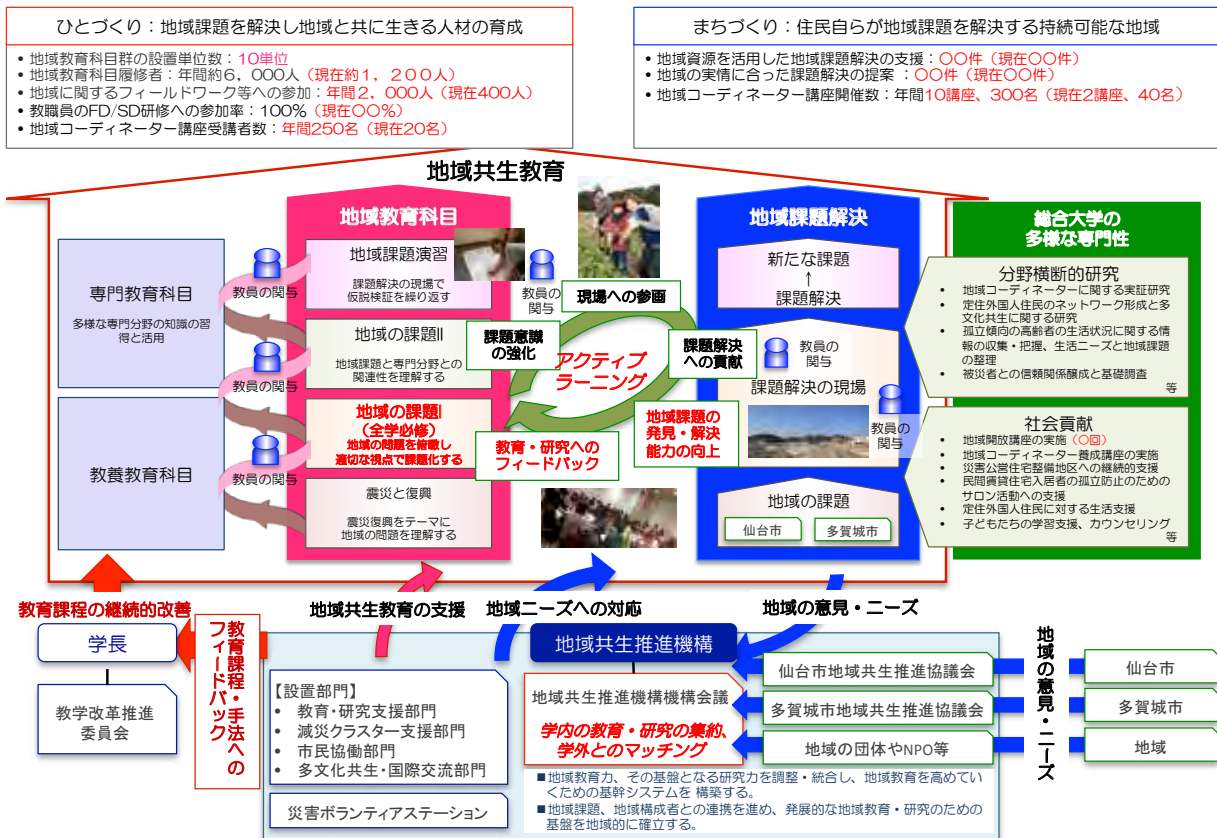 ひとづくり：地域課題を解決し地域と共に生きる人材の育成
• 地域教育科目群の設置単位数：10単位
• 地域教育科目履修者：年間約６，０００人（現在約１，２００人）
• 地域に関するフィールドワーク等への参加：年間２，０００人（現在400人）
• 教職員のFD/SD研修への参加率：100%（現在〇〇%）
• 地域コーディネーター講座受講者数：年間250名（現在20名）
まちづくり：住民自らが地域課題を解決する持続可能な地域
• 地域資源を活用した地域課題解決の支援：〇〇件（現在〇〇件）
• 地域の実情に合った課題解決の提案 ：〇〇件（現在〇〇件）
• 地域コーディネーター講座開催数：年間10講座、300名（現在2講座、40名）
地域共生教育
専門教育科目
多様な専門分野の知識の習
得と活用
教養教育科目
教員の関与
教員の関与
教員の関与
地域教育科目
地域課題演習
課題解決の現場で
仮説検証を繰り返す
地域の課題II
地域課題と専門分野との
関連性を理解する
地域の課題I
（全学必修）
地域の問題を俯瞰し
適切な視点で課題化する
震災と復興
震災復興をテーマに
地域の問題を理解する
教員の
関与
現場への参画
課題意識
の強化
アクティブ
ラーニング
課題解決
への貢献
教育・研究への
フィードバック
地域課題の
発見・解決
能力の向上
地域課題解決
新たな課題
↑
課題解決
教員の
関与
課題解決の現場
教員の
関与
地域の課題
仙台市
多賀城市
総合大学の
多様な専門性
分野横断的研究
• 地域コーディネーターに関する実証研究
• 定住外国人住民のネットワーク形成と多
文化共生に関する研究
• 孤立傾向の高齢者の生活状況に関する情
報の収集・把握、生活ニーズと地域課題
の整理
• 被災者との信頼関係醸成と基礎調査
等
社会貢献
• 地域開放講座の実施（〇回）
• 地域コーディネーター養成講座の実施
• 災害公営住宅整備地区への継続的支援
• 民間賃貸住宅入居者の孤立防止のための
サロン活動への支援
• 定住外国人住民に対する生活支援
• 子どもたちの学習支援、カウンセリング
等
教育課程の継続的改善
地域共生教育の支援
地域ニーズへの対応
地域の意見・ニーズ
学長
教学改革推進
委員会
教育課程・手法への
フィードバック
【設置部門】
• 教育・研究支援部門
• 減災クラスター支援部門
• 市民協働部門
• 多文化共生・国際交流部門
災害ボランティアステーション
地域共生推進機構
地域共生推進機構機構会議
学内の教育・研究の集約、
学外とのマッチング
仙台市地域共生推進協議会
多賀城市地域共生推進協議会
地域の団体やNPO等
地域の意見・ニーズ
仙台市
多賀城市
地域
■地域教育力、その基盤となる研究力を調整・統合し、地域教育を高めてい
くための基幹システムを 構築する。
■地域課題、地域構成者との連携を進め、発展的な地域教育・研究のための
基盤を地域的に確立する。